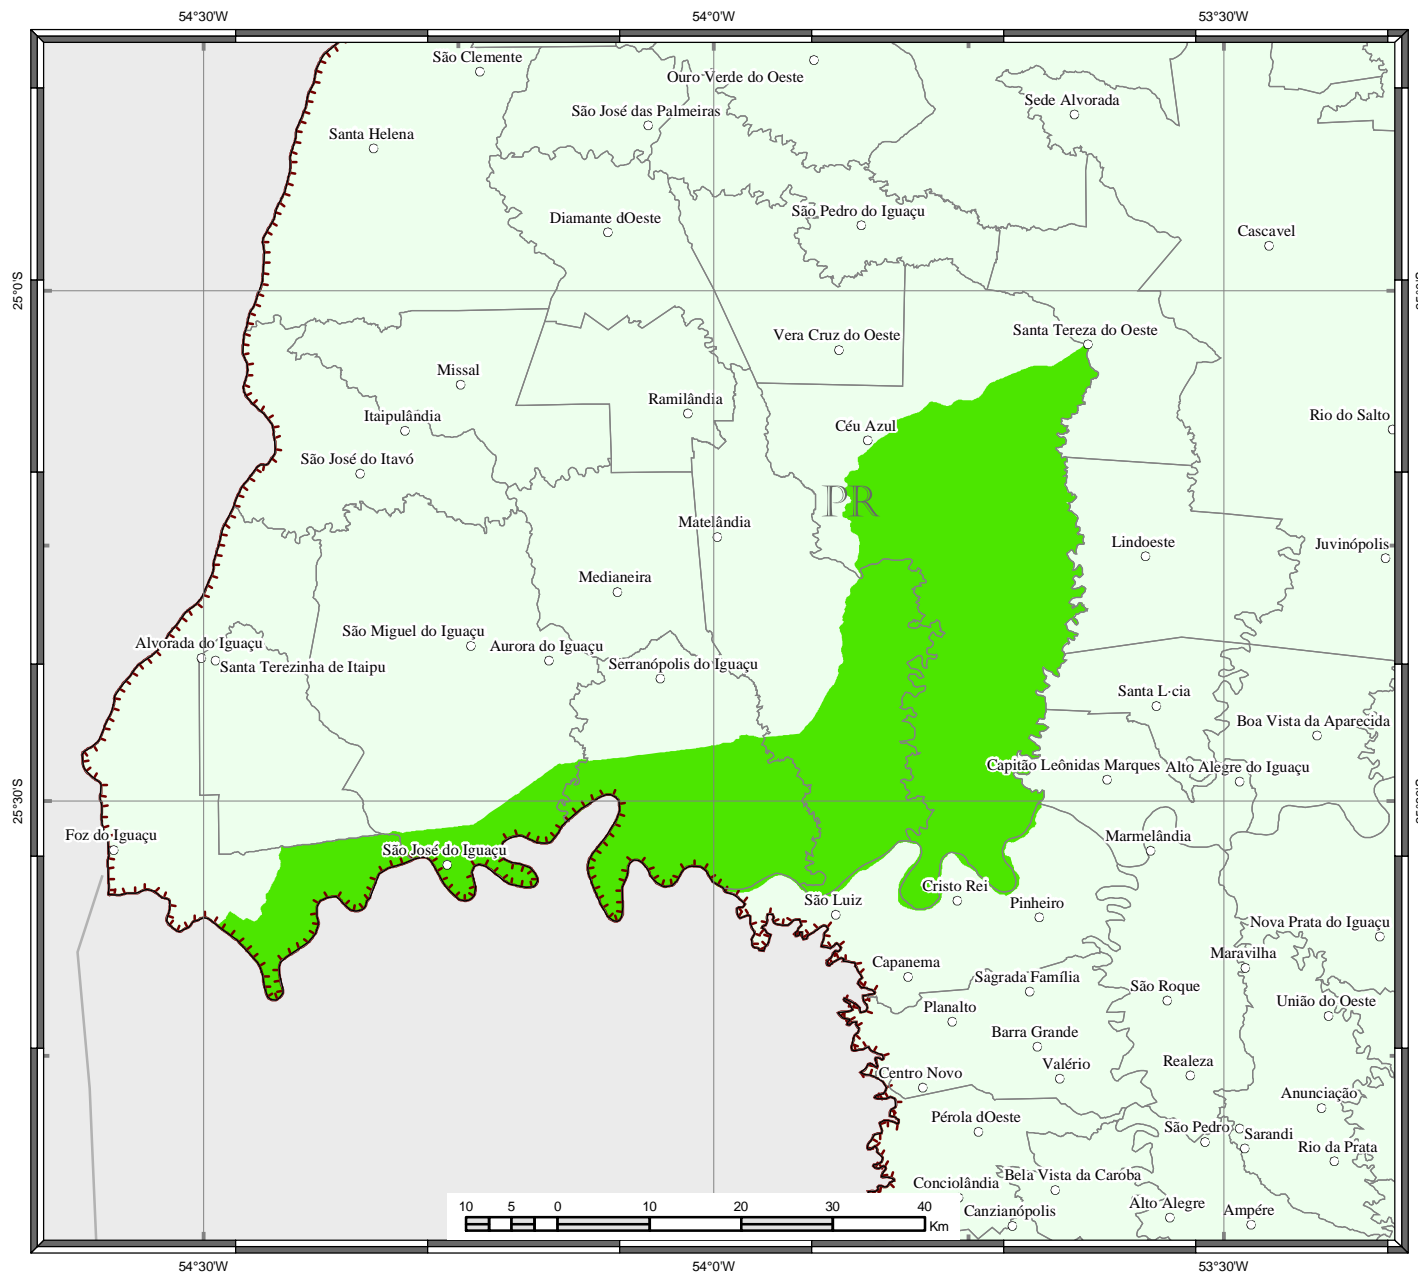 54°30'W
54°0'W
53°30'W
São Clemente
Ouro Verde do Oeste
São José das Palmeiras
Sede Alvorada
Santa Helena
Diamante dOeste
São Pedro do Iguaçu
Cascavel
25°0'S
Santa Tereza do Oeste
Vera Cruz do Oeste
Missal
Ramilândia
Itaipulândia
Rio do Salto
Céu Azul
São José do Itavó
PR
Matelândia
Lindoeste
Juvinópolis
Medianeira
São Miguel do Iguaçu
Alvorada do Iguaçu
Aurora do Iguaçu
Santa Terezinha de Itaipu
Serranópolis do Iguaçu
Santa L·cia
Boa Vista da Aparecida
Capitão Leônidas Marques
Alto Alegre do Iguaçu
25°30'S
Foz do Iguaçu
Marmelândia
São José do Iguaçu
Cristo Rei
São Luiz
Pinheiro
Nova Prata do Iguaçu
Maravilha
Capanema
Sagrada Família
São Roque
União do Oeste
Planalto
Barra Grande
Valério
Realeza
Centro Novo
Anunciação
Pérola dOeste
São Pedro
Sarandi
Rio da Prata
Bela Vista da Caróba
Conciolândia
Alto Alegre
Canzianópolis
Ampére
10 5 0 10 20 30 40
Km
54°30'W
54°0'W
53°30'W